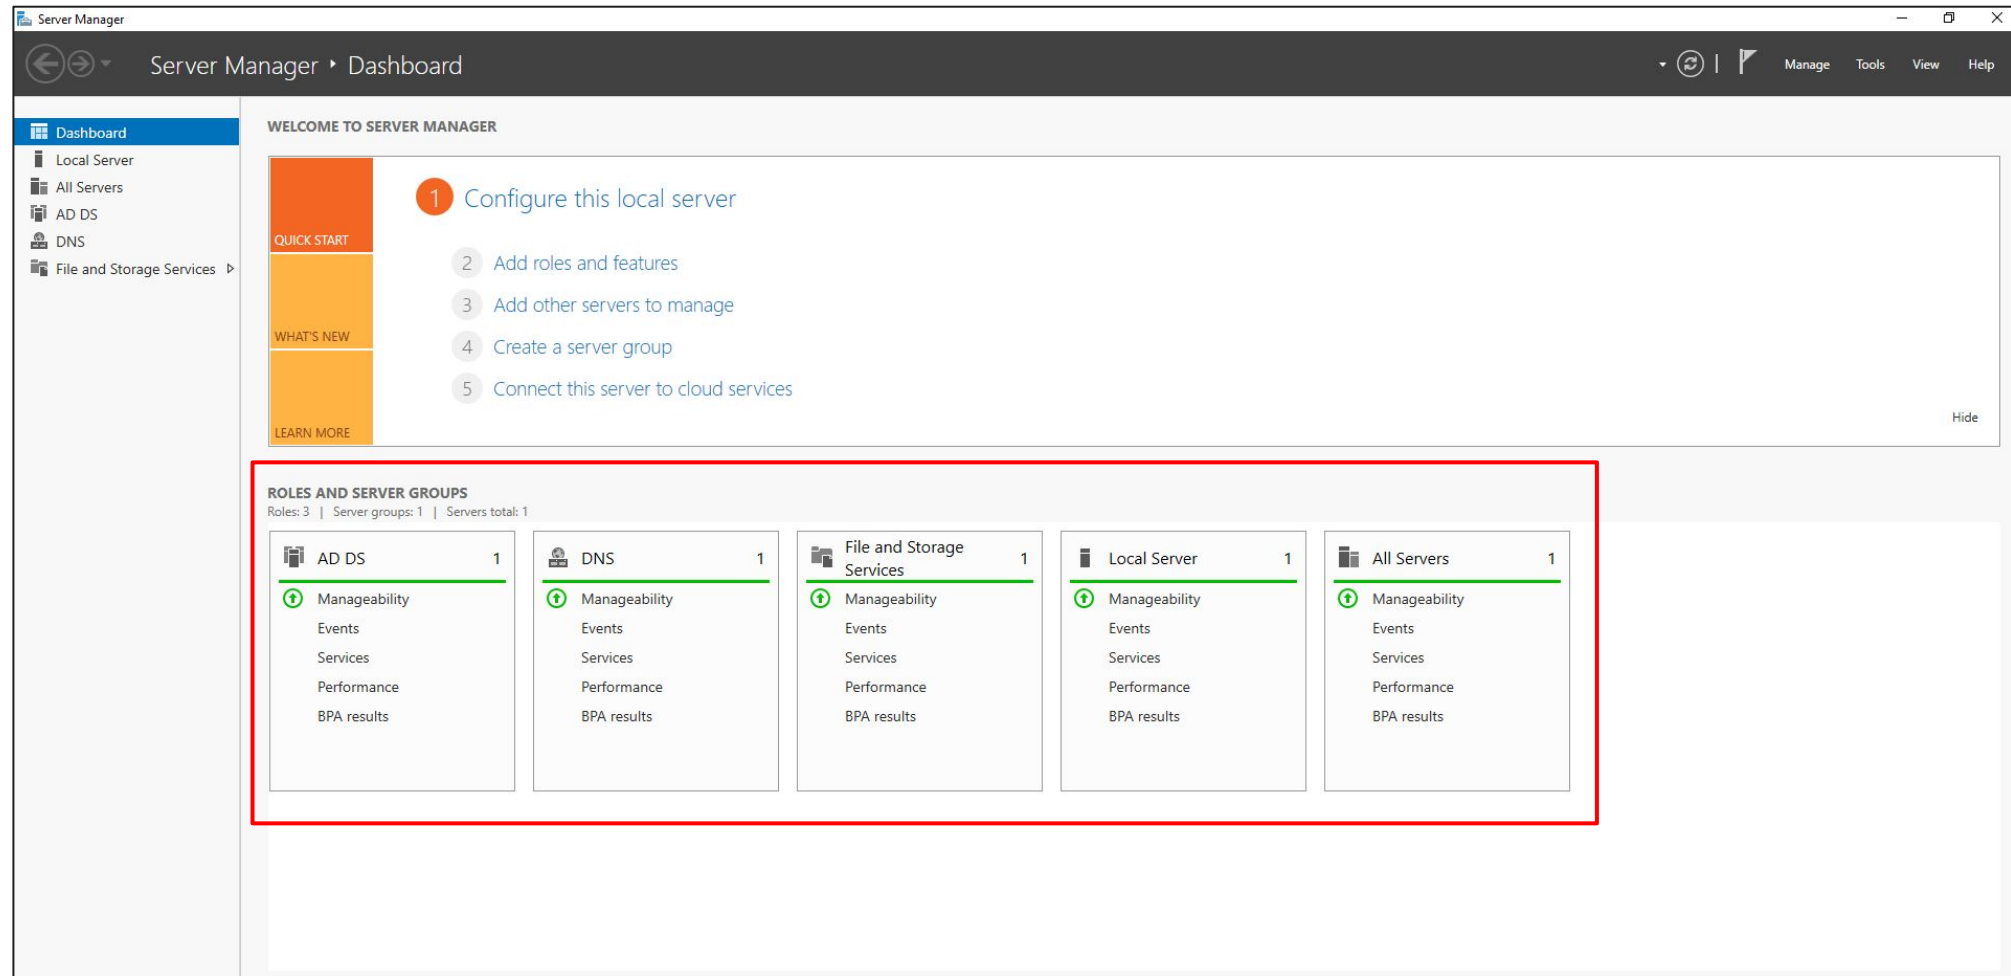 Server Manager
Server Manager ‣ Dashboard
Manage Tools View Help
Dashboard
Local Server
All Servers
AD DS
DNS
File and Storage Services
WELCOME TO SERVER MANAGER
QUICK START
WHAT'S NEW
LEARN MORE
1 Configure this local server
2 Add roles and features
3 Add other servers to manage
4 Create a server group
5 Connect this server to cloud services
Hide
ROLES AND SERVER GROUPS
Roles: 3 | Server groups: 1 | Servers total: 1
AD DS 1
Manageability
Events
Services
Performance
BPA results
DNS 1
Manageability
Events
Services
Performance
BPA results
File and Storage
Services 1
Manageability
Events
Services
Performance
BPA results
Local Server 1
Manageability
Events
Services
Performance
BPA results
All Servers 1
Manageability
Events
Services
Performance
BPA results